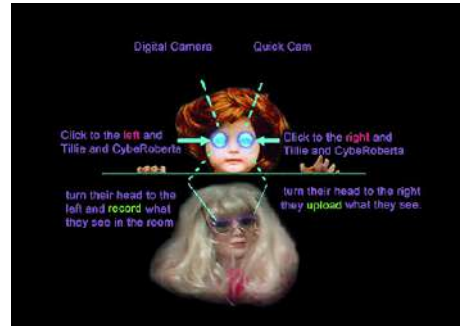 Digital Camera
Quick Cam
Click to the left and
Tillie and CybeRoberta
Click to the right and
Tillie and CybeRoberta
turn their head to the
left and record what
they see in the room
turn their head to the right
they upload what they see.